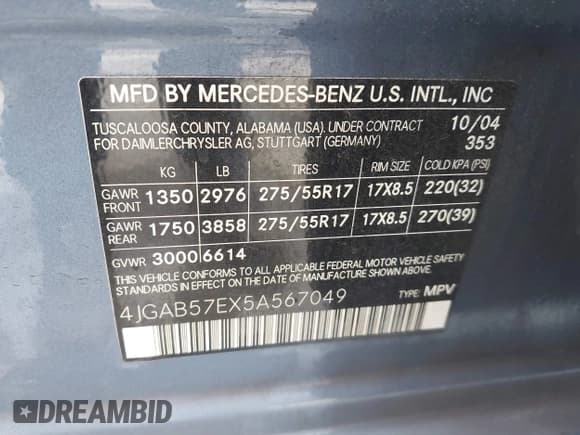 MFD BY MERCEDES-BENZ U.S. INTL., INC
TUSCALOOSA COUNTY, ALABAMA (USA). UNDER CONTRACT 10/04
FOR DAIMLERCHRYSLER AG, STUTTGART (GERMANY) 353
KG LB TIRES RIM SIZE COLD KPA (PSI)
GAWR FRONT 1350 2976 275/55R17 17X8.5 220(32)
GAWR REAR 1750 3858 275/55R17 17X8.5 270(39)
GVWR 3000 6614
THIS VEHICLE CONFORMS TO ALL APPLICABLE FEDERAL MOTOR VEHICLE SAFETY
STANDARDS IN EFFECT ON THE DATE OF MANUFACTURE SHOWN ABOVE.
4JGAB57EX5A567049 TYPE: MPV
DREAMBID